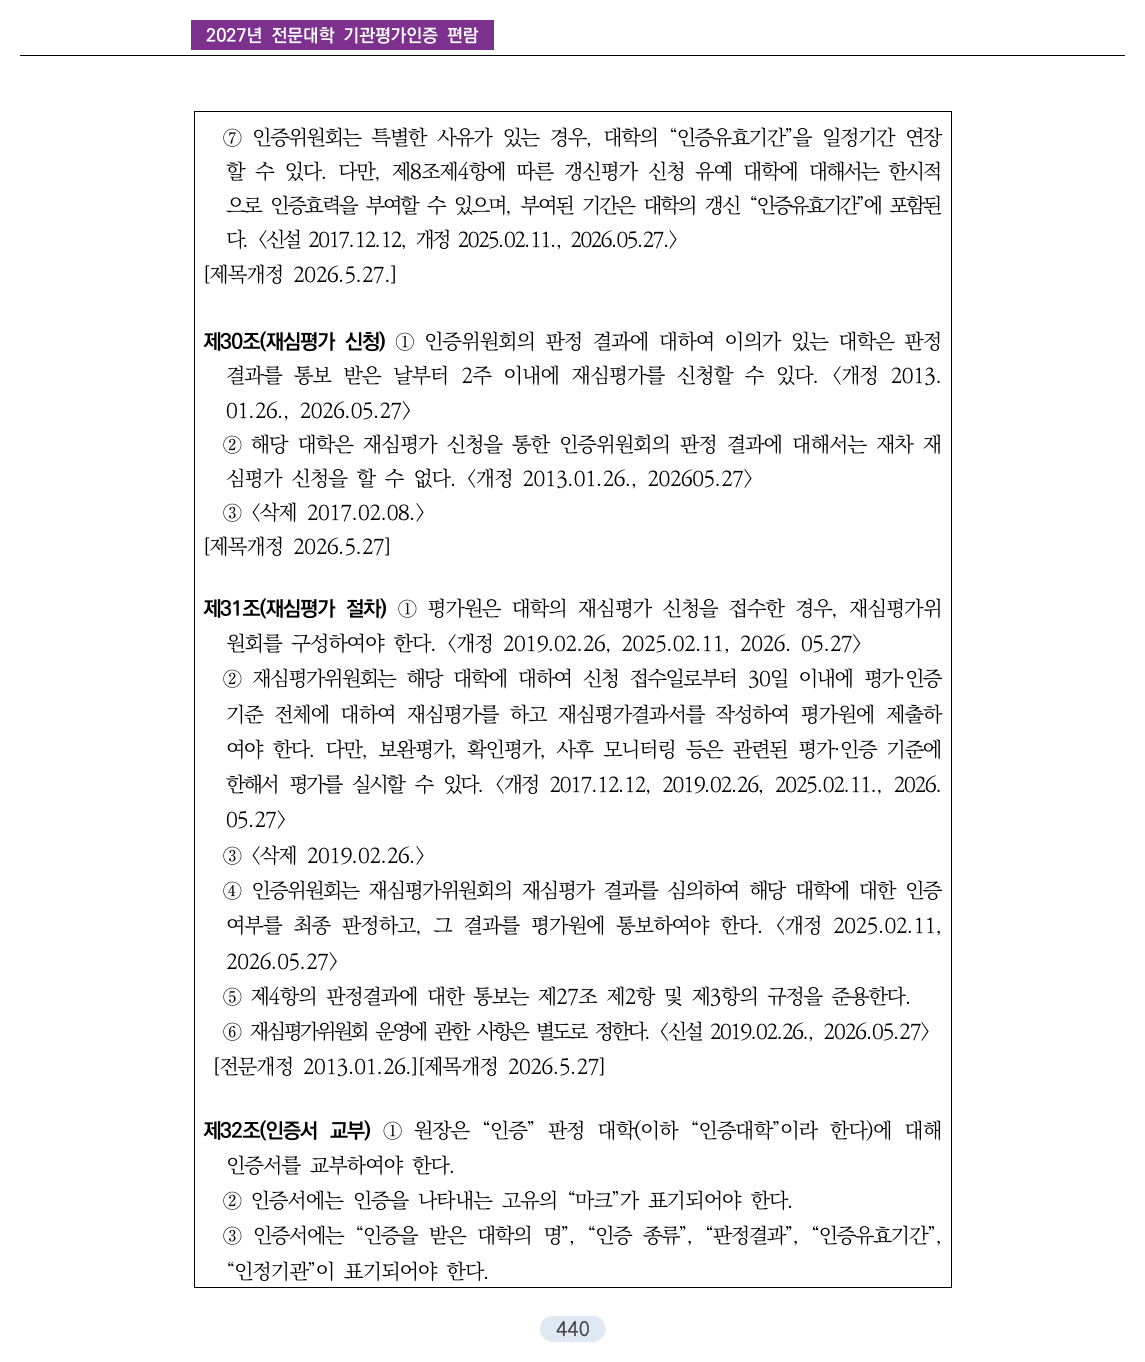 2027년 전문대학 기관평가인증 편람
⑦ 인증위원회는 특별한 사유가 있는 경우, 대학의 “인증유효기간”을 일정기간 연장
할 수 있다. 다만, 제8조제4항에 따른 갱신평가 신청 유예 대학에 대해서는 한시적
으로 인증효력을 부여할 수 있으며, 부여된 기간은 대학의 갱신 “인증유효기간”에 포함된
다. 〈신설 2017.12.12, 개정 2025.02.11., 2026.05.27.〉
[제목개정 2026.5.27.]
제30조(재심평가 신청) ① 인증위원회의 판정 결과에 대하여 이의가 있는 대학은 판정
결과를 통보 받은 날부터 2주 이내에 재심평가를 신청할 수 있다. 〈개정 2013.
01.26., 2026.05.27〉
② 해당 대학은 재심평가 신청을 통한 인증위원회의 판정 결과에 대해서는 재차 재
심평가 신청을 할 수 없다. 〈개정 2013.01.26., 202605.27〉
③ 〈삭제 2017.02.08.〉
[제목개정 2026.5.27]
제31조(재심평가 절차) ① 평가원은 대학의 재심평가 신청을 접수한 경우, 재심평가위
원회를 구성하여야 한다. 〈개정 2019.02.26, 2025.02.11, 2026. 05.27〉
② 재심평가위원회는 해당 대학에 대하여 신청 접수일로부터 30일 이내에 평가·인증
기준 전체에 대하여 재심평가를 하고 재심평가결과서를 작성하여 평가원에 제출하
여야 한다. 다만, 보완평가, 확인평가, 사후 모니터링 등은 관련된 평가·인증 기준에
한해서 평가를 실시할 수 있다. 〈개정 2017.12.12, 2019.02.26, 2025.02.11., 2026.
05.27〉
③ 〈삭제 2019.02.26.〉
④ 인증위원회는 재심평가위원회의 재심평가 결과를 심의하여 해당 대학에 대한 인증
여부를 최종 판정하고, 그 결과를 평가원에 통보하여야 한다. 〈개정 2025.02.11,
2026.05.27〉
⑤ 제4항의 판정결과에 대한 통보는 제27조 제2항 및 제3항의 규정을 준용한다.
⑥ 재심평가위원회 운영에 관한 사항은 별도로 정한다. 〈신설 2019.02.26., 2026.05.27〉
[전문개정 2013.01.26.][제목개정 2026.5.27]
제32조(인증서 교부) ① 원장은 “인증” 판정 대학(이하 “인증대학”이라 한다)에 대해
인증서를 교부하여야 한다.
② 인증서에는 인증을 나타내는 고유의 “마크”가 표기되어야 한다.
③ 인증서에는 “인증을 받은 대학의 명”, “인증 종류”, “판정결과”, “인증유효기간”,
“인정기관”이 표기되어야 한다.
440